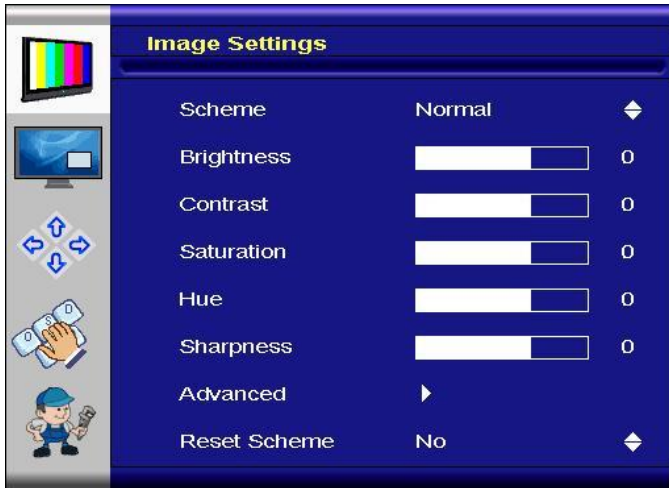 Image Settings
Scheme Normal
Brightness 0
Contrast 0
Saturation 0
Hue 0
Sharpness 0
Advanced
Reset Scheme No
O S D